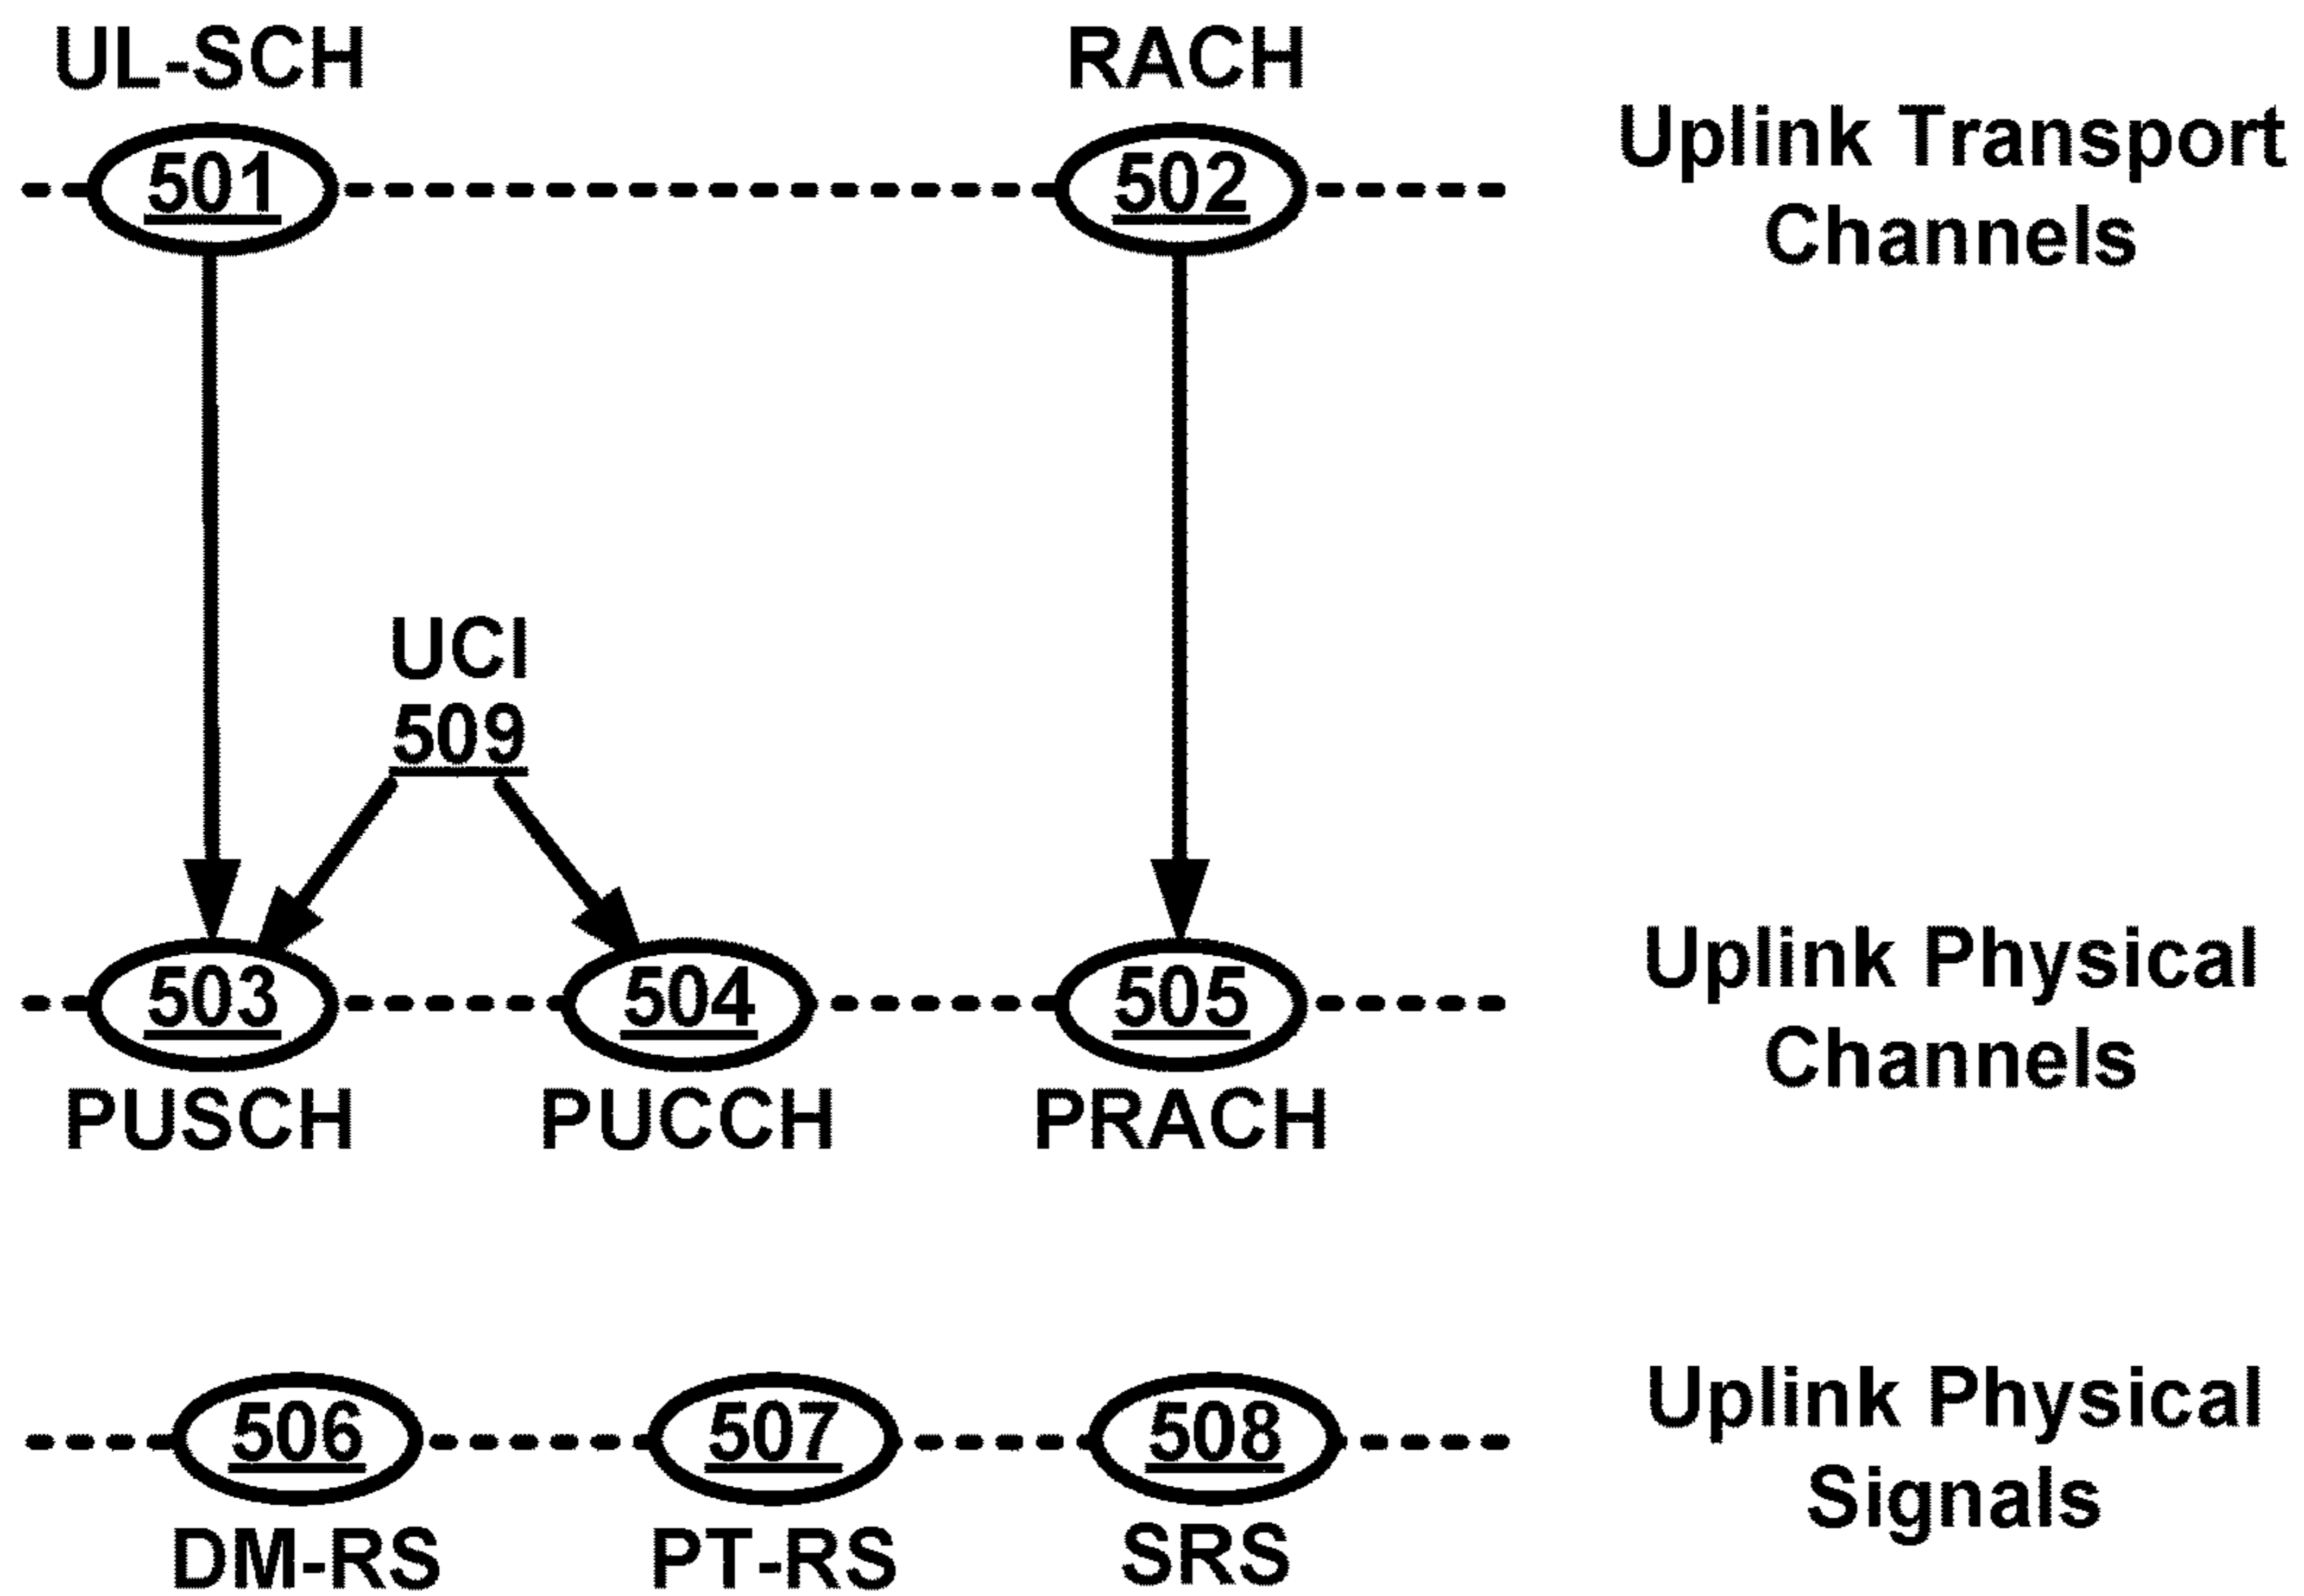 UL-SCH
RACH
501
502
Uplink Transport
Channels
UCI
509
503
504
505
Uplink Physical
Channels
PUSCH
PUCCH
PRACH
506
507
508
Uplink Physical
Signals
DM-RS
PT-RS
SRS